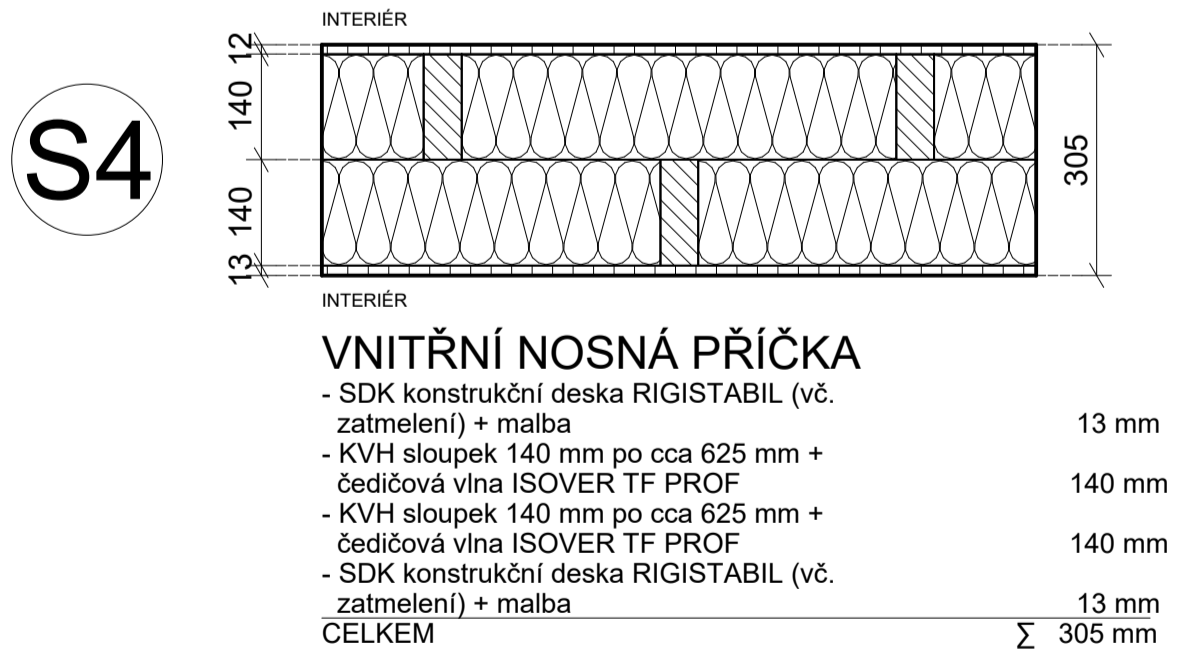 INTERIÉR
12
140
140
13
305
S4
INTERIÉR
VNITŘNÍ NOSNÁ PŘÍČKA
- SDK konstrukční deska RIGISTABIL (vč.
zatmelení) + malba 13 mm
- KVH sloupek 140 mm po cca 625 mm +
čedičová vlna ISOVER TF PROF 140 mm
- KVH sloupek 140 mm po cca 625 mm +
čedičová vlna ISOVER TF PROF 140 mm
- SDK konstrukční deska RIGISTABIL (vč.
zatmelení) + malba 13 mm
CELKEM ∑ 305 mm